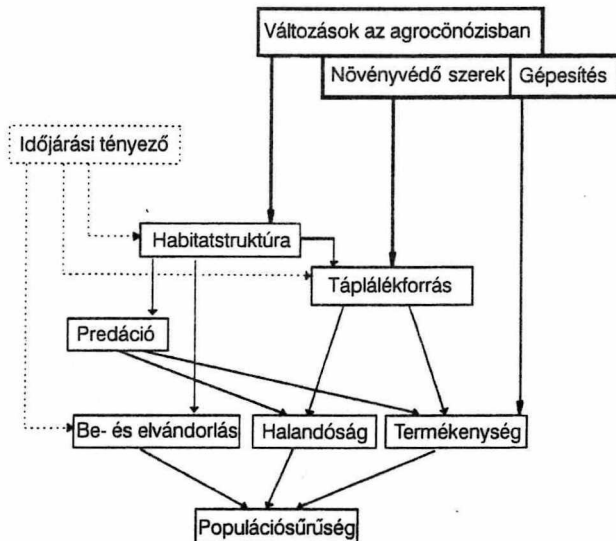 Változások az agrocönózisban
Növényvédő szerek
Gépesítés
Időjárási tényező
Habitatstruktúra
Táplálékforrás
Predáció
Be- és elvándorlás
Halandóság
Termékenység
Populációsűrűség